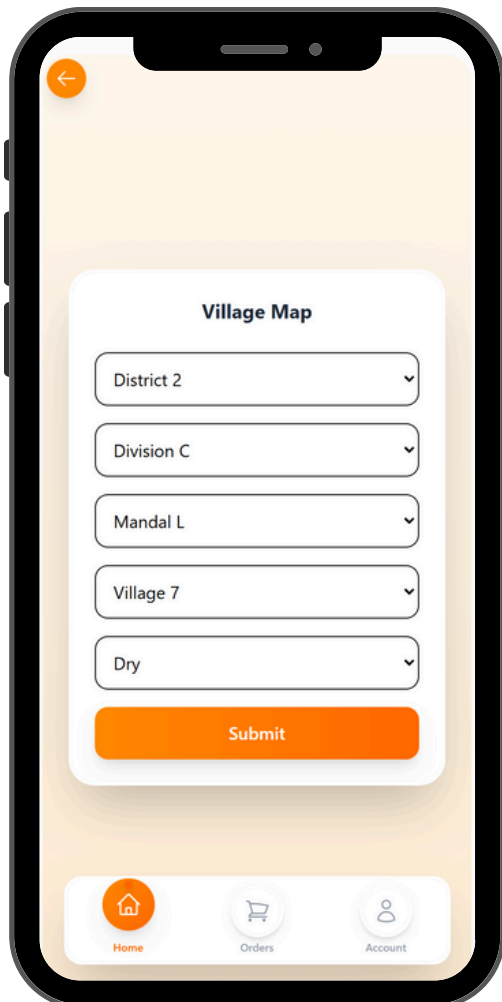 Village Map
District 2
Division C
Mandal L
Village 7
Dry
Submit
Home
Orders
Account